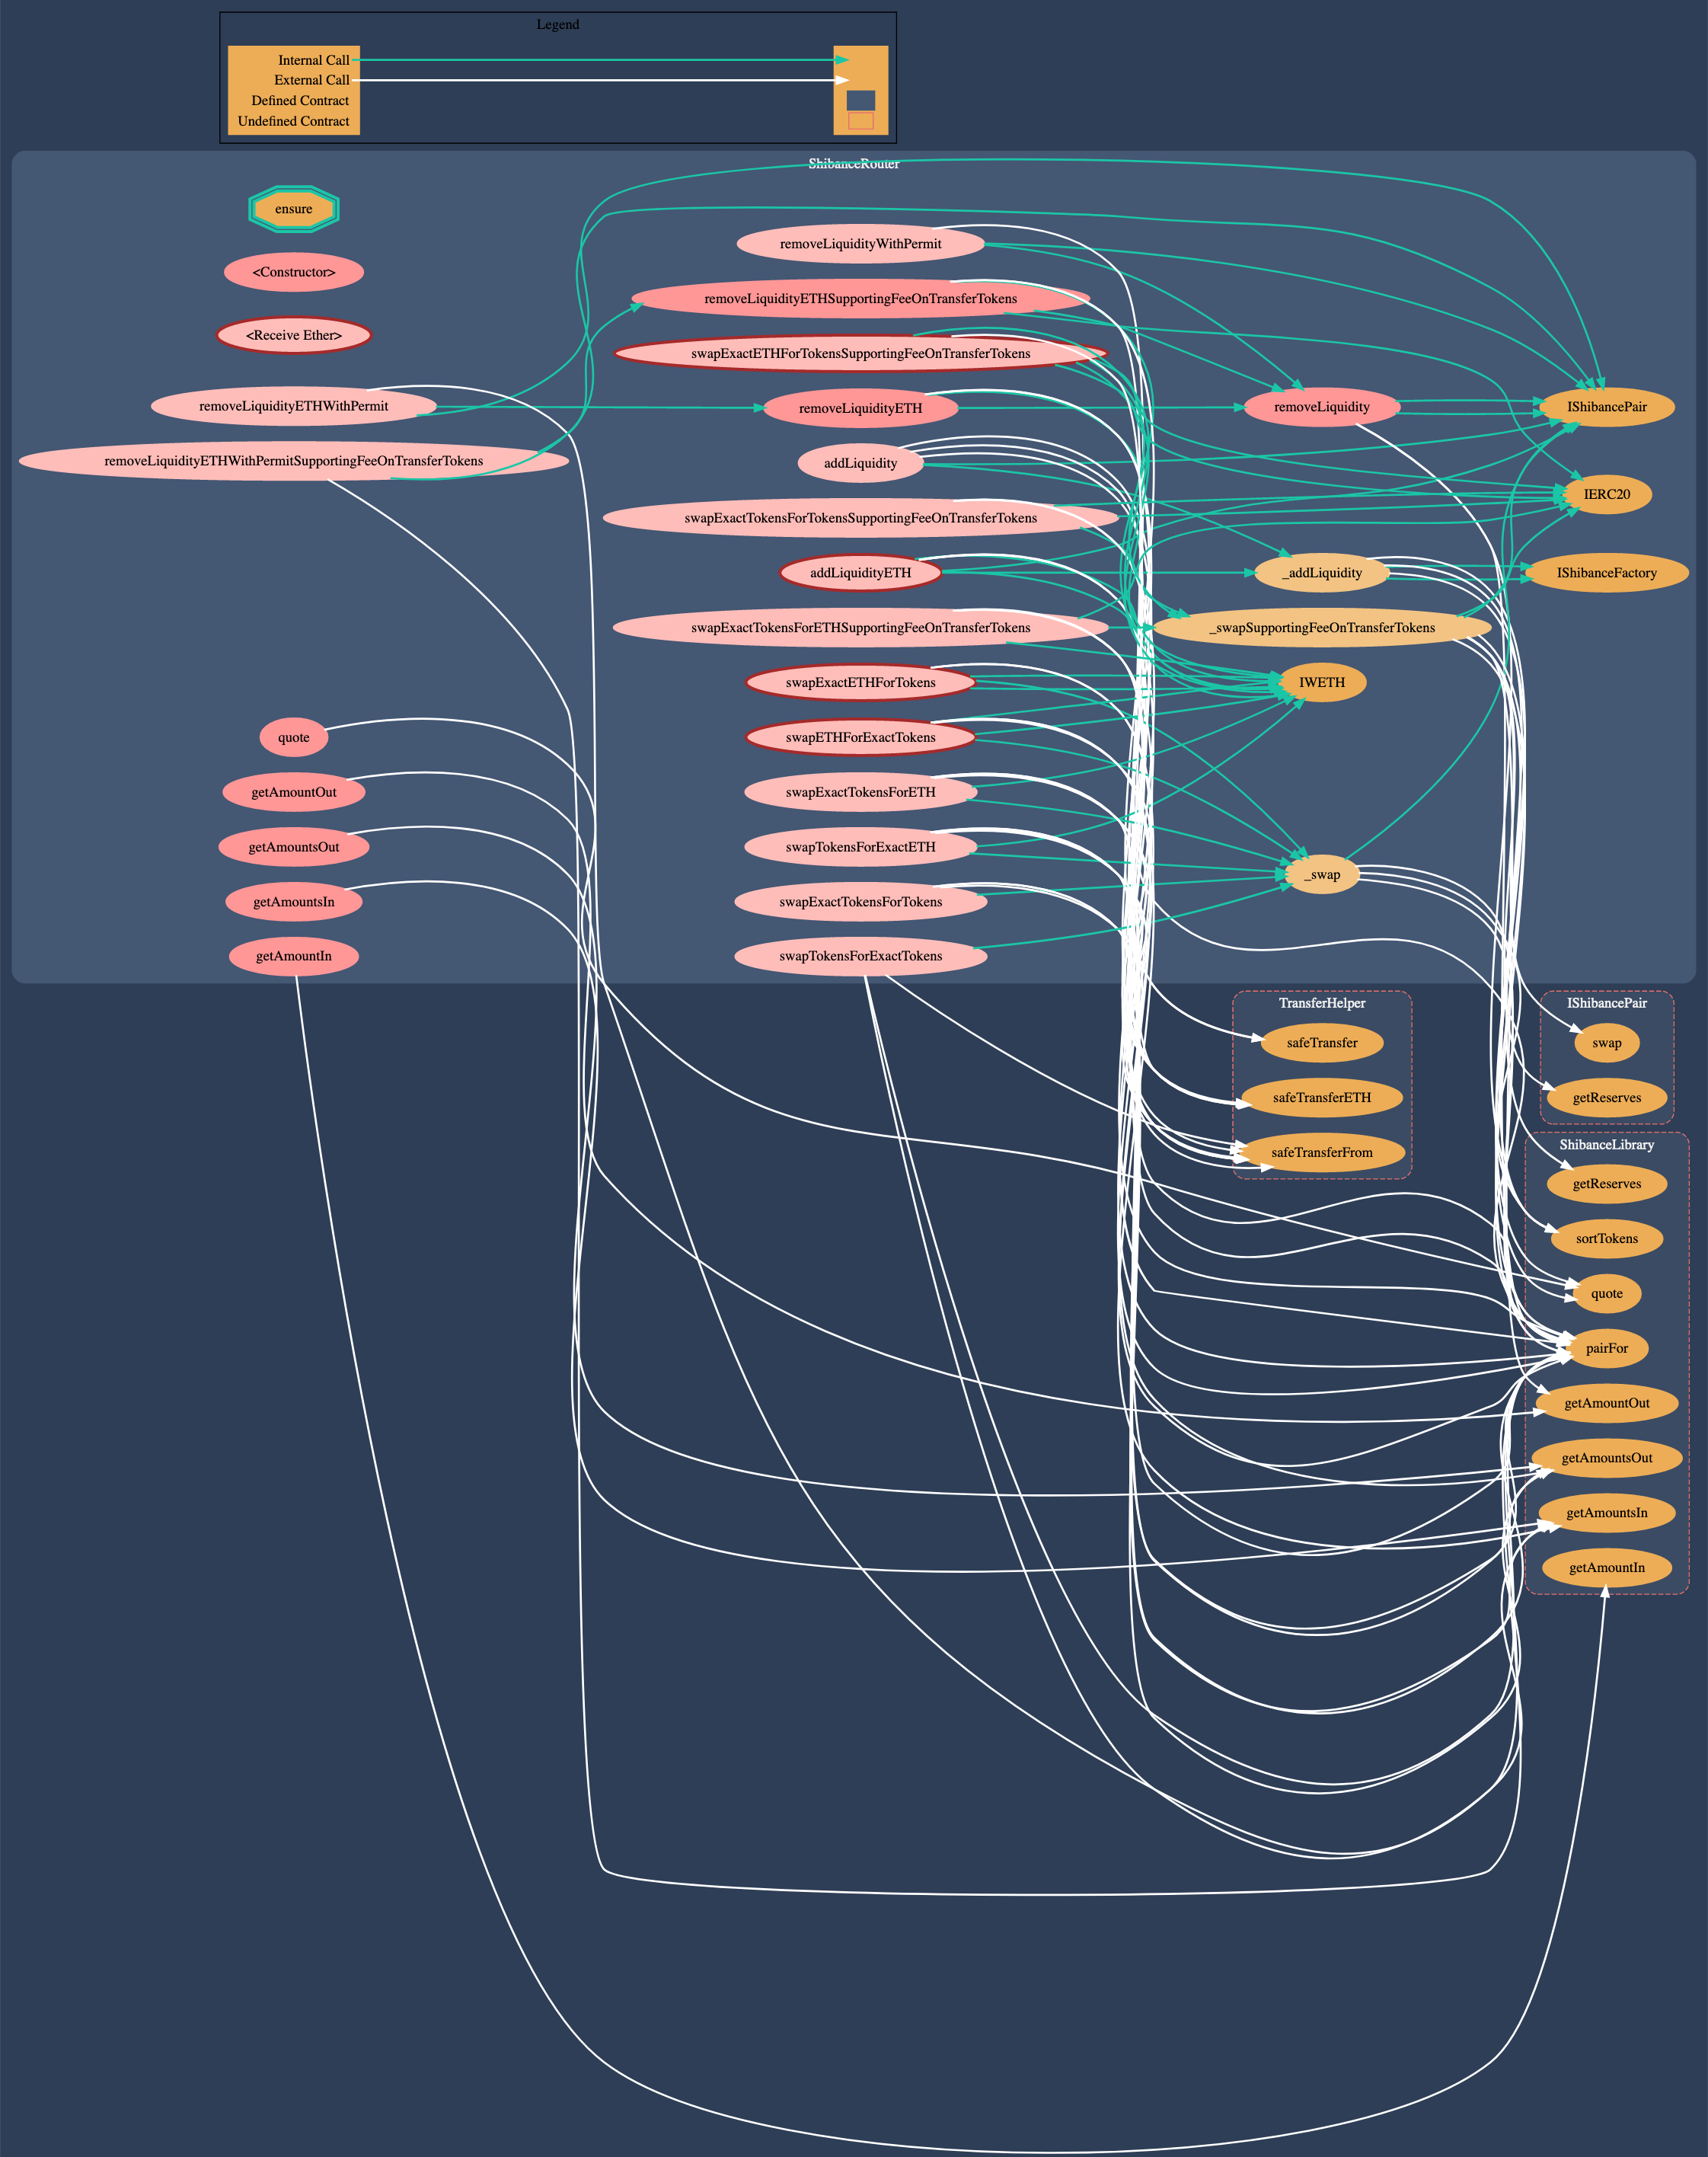 Legend
Internal Call
External Call
Defined Contract
Undefined Contract
ShibanceRouter
ensure
<Constructor>
<Receive Ether>
removeLiquidityETHWithPermit
removeLiquidityETHWithPermitSupportingFeeOnTransferTokens
quote
getAmountOut
getAmountsOut
getAmountsIn
getAmountIn
removeLiquidityWithPermit
removeLiquidityETHSupportingFeeOnTransferTokens
swapExactETHForTokensSupportingFeeOnTransferTokens
removeLiquidityETH
addLiquidity
swapExactTokensForTokensSupportingFeeOnTransferTokens
addLiquidityETH
swapExactTokensForETHSupportingFeeOnTransferTokens
swapExactETHForTokens
swapETHForExactTokens
swapExactTokensForETH
swapTokensForExactETH
swapExactTokensForTokens
swapTokensForExactTokens
removeLiquidity
_addLiquidity
_swapSupportingFeeOnTransferTokens
IWETH
_swap
IShibancePair
IERC20
IShibanceFactory
TransferHelper
safeTransfer
safeTransferETH
safeTransferFrom
IShibancePair
swap
getReserves
ShibanceLibrary
getReserves
sortTokens
quote
pairFor
getAmountOut
getAmountsOut
getAmountsIn
getAmountIn